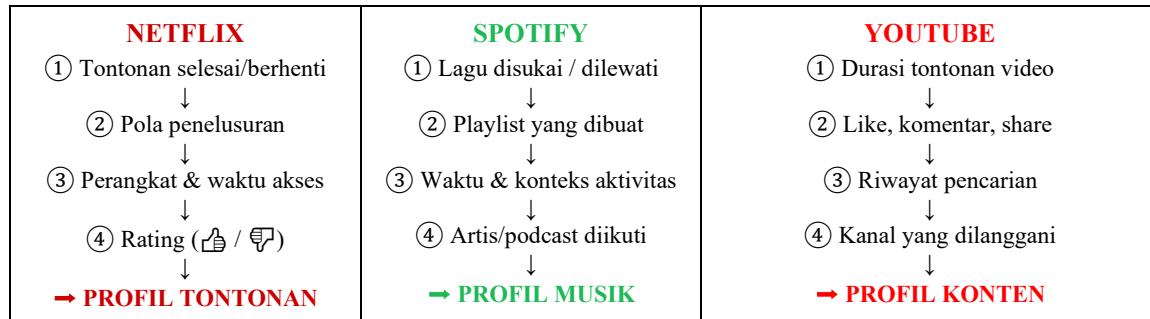 NETFLIX
① Tontonan selesai/berhenti
↓
② Pola penelusuran
↓
③ Perangkat & waktu akses
↓
④ Rating (👍 / 👎)
↓
➞ PROFIL TONTONAN
SPOTIFY
① Lagu disukai / dilewati
↓
② Playlist yang dibuat
↓
③ Waktu & konteks aktivitas
↓
④ Artis/podcast diikuti
↓
➞ PROFIL MUSIK
YOUTUBE
① Durasi tontonan video
↓
② Like, komentar, share
↓
③ Riwayat pencarian
↓
④ Kanal yang dilanggani
↓
➞ PROFIL KONTEN